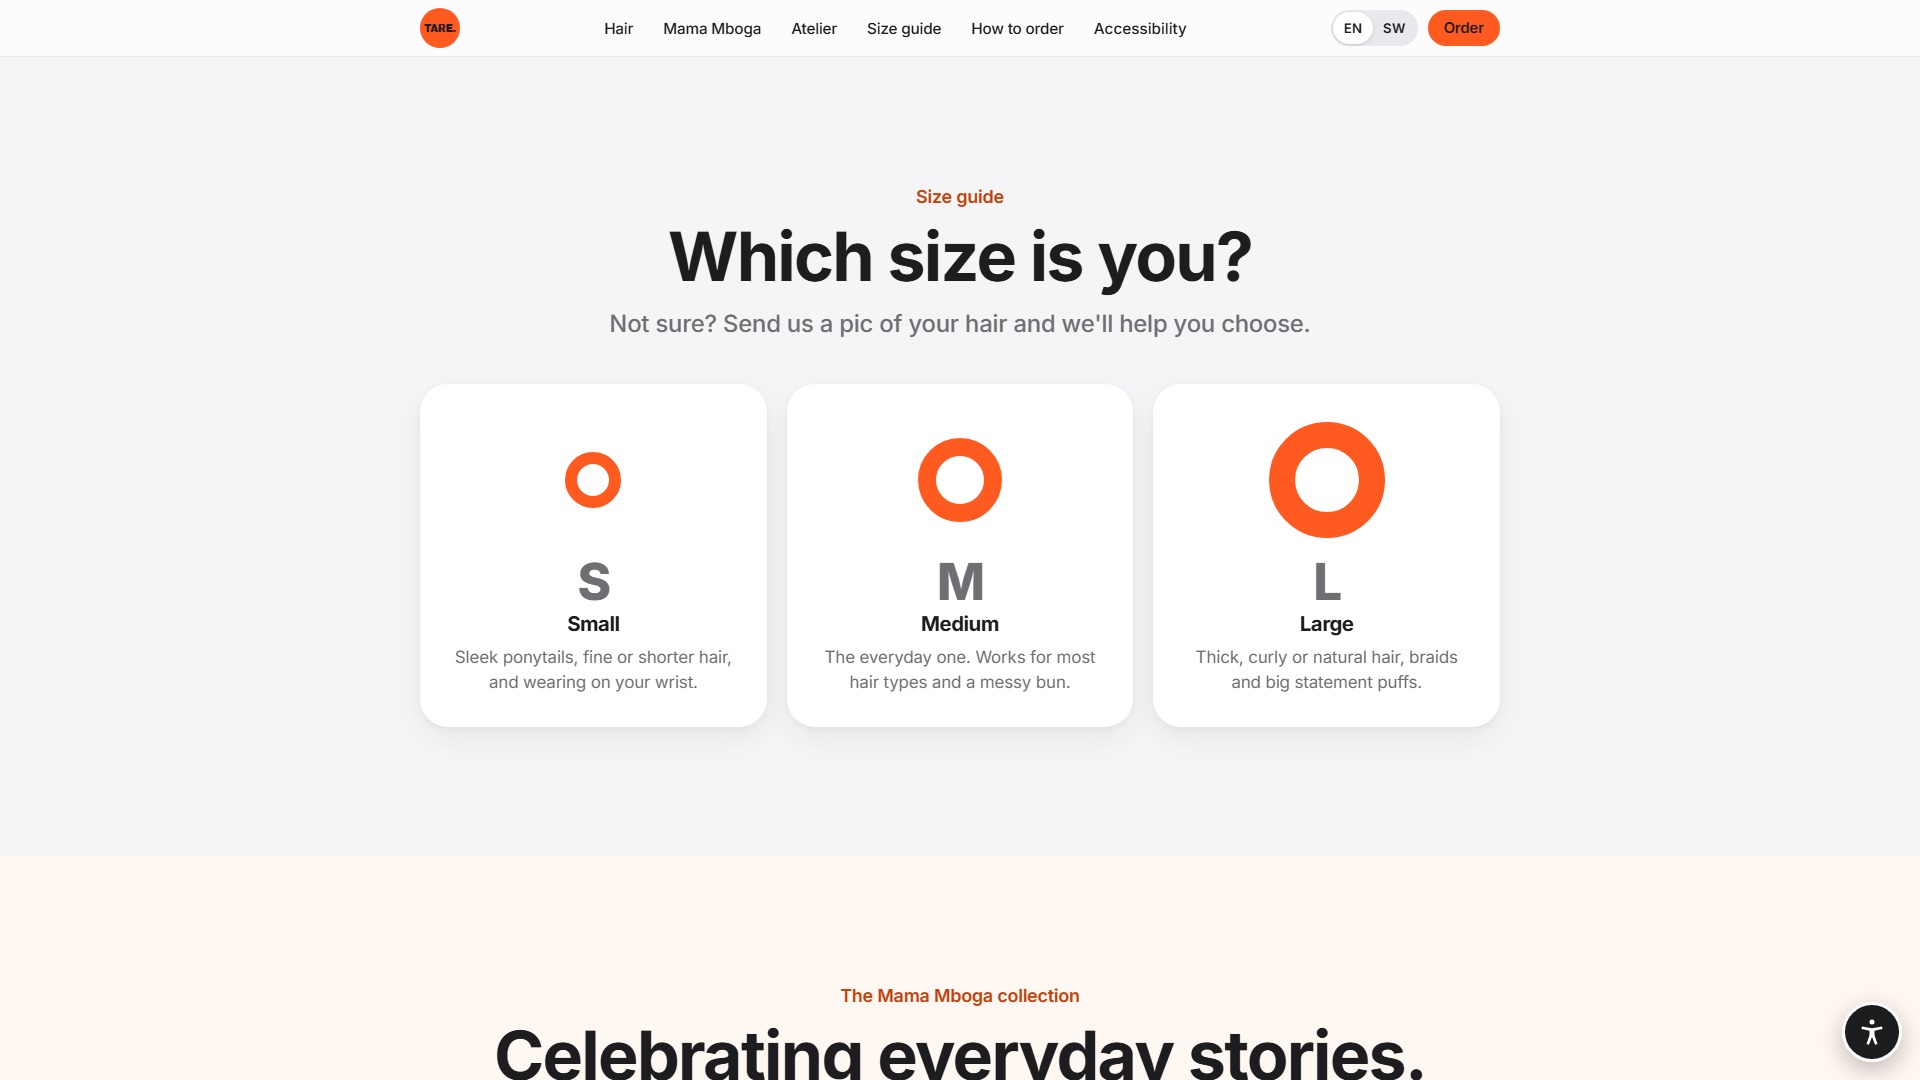 TARE.
Hair
Mama Mboga
Atelier
Size guide
How to order
Accessibility
EN
SW
Order
Size guide
Which size is you?
Not sure? Send us a pic of your hair and we'll help you choose.
S
Small
Sleek ponytails, fine or shorter hair,
and wearing on your wrist.
M
Medium
The everyday one. Works for most
hair types and a messy bun.
L
Large
Thick, curly or natural hair, braids
and big statement puffs.
The Mama Mboga collection
Celebrating everyday stories.